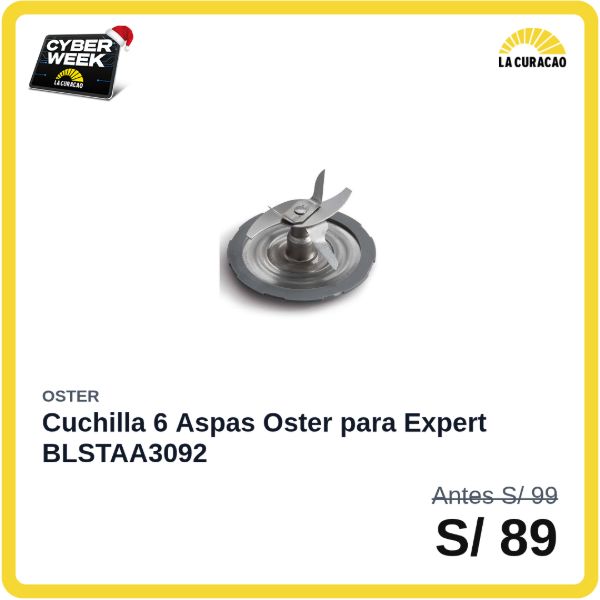 CYBER
WEEK
LA CURACAO
LA CURACAO
OSTER
Cuchilla 6 Aspas Oster para Expert
BLSTAA3092
Antes S/ 99
S/ 89